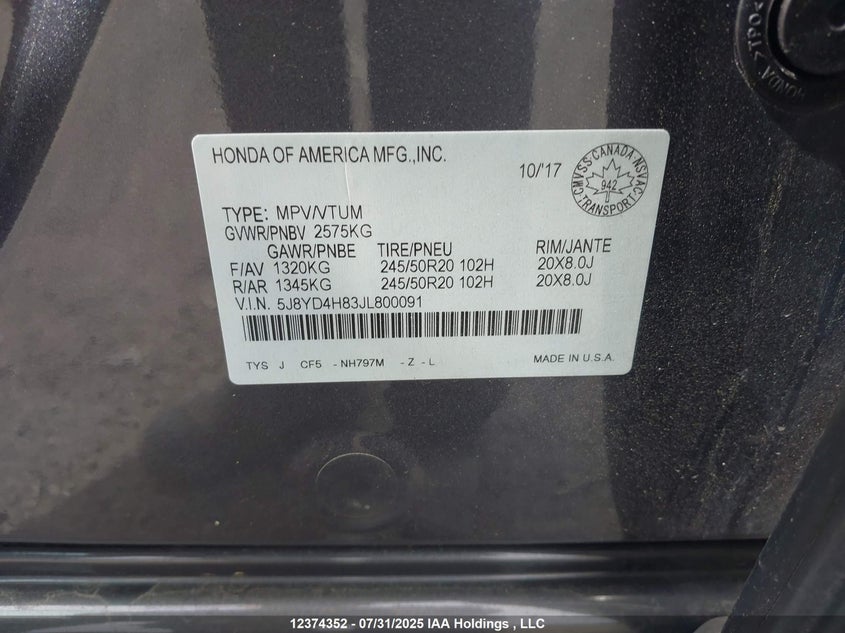 HONDA OF AMERICA MFG.,INC.
10/'17
CMVSS·CANADA·NSVAC
942
TRANSPORT
TYPE: MPV/VTUM
GVWR/PNBV 2575KG
GAWR/PNBE TIRE/PNEU RIM/JANTE
F/AV 1320KG 245/50R20 102H 20X8.0J
R/AR 1345KG 245/50R20 102H 20X8.0J
V.I.N. 5J8YD4H83JL800091
TYS J CF5 -NH797M -Z -L MADE IN U.S.A.
>TPO<
HONDA
12374352 - 07/31/2025 IAA Holdings , LLC